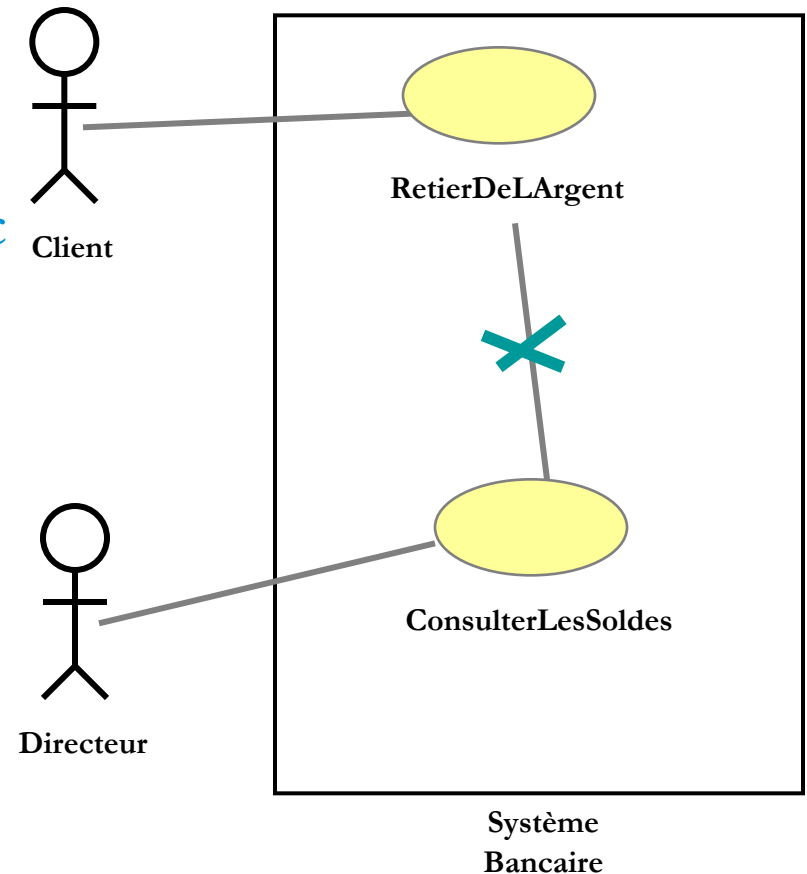 RetierDeLArgent
Client
ConsulterLesSoldes
Directeur
Système
Bancaire